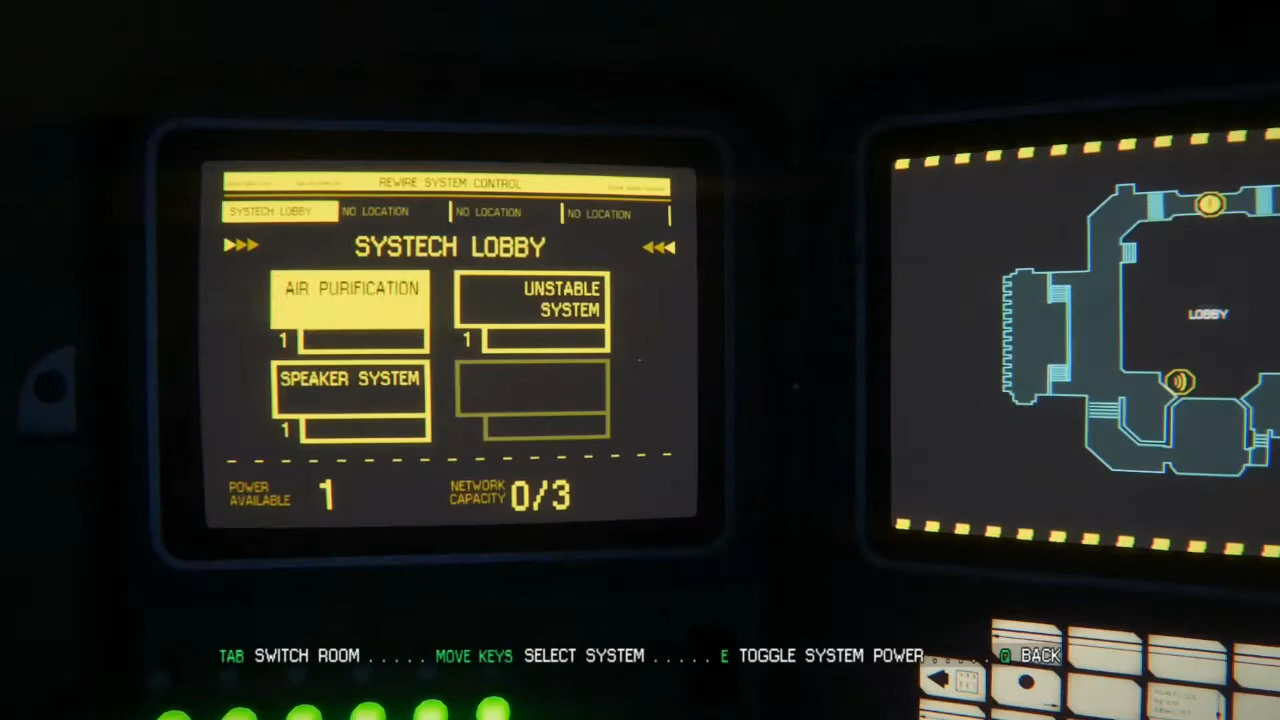 REWIRE SYSTEM CONTROL
SYSTECH LOBBY NO LOCATION NO LOCATION NO LOCATION
SYSTECH LOBBY
AIR PURIFICATION
1
UNSTABLE
SYSTEM
1
SPEAKER SYSTEM
1
POWER
AVAILABLE 1
NETWORK
CAPACITY 0/3
LOBBY
TAB SWITCH ROOM ..... MOVE KEYS SELECT SYSTEM ..... E TOGGLE SYSTEM POWER ..... Q BACK